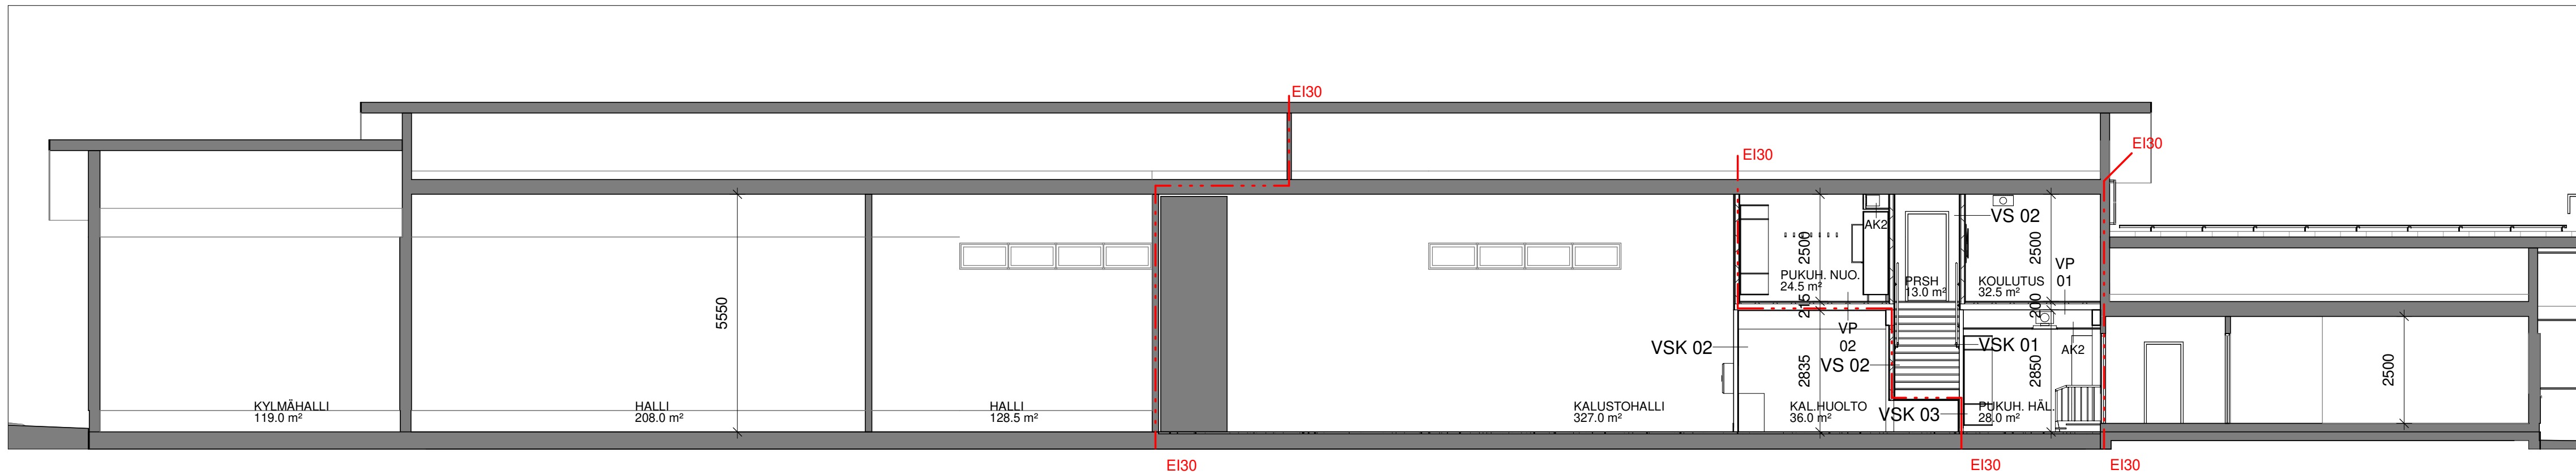 EI30
EI30
EI30
VS 02
AK2
2500
2500
VP
01
PUKUH. NUO.
24.5 m²
PRSH
13.0 m²
KOULUTUS
32.5 m²
215
200
5550
VP
02
VSK 02
VSK 01
AK2
VS 02
2835
2850
2500
KYLMÄHALLI
119.0 m²
HALLI
208.0 m²
HALLI
128.5 m²
KALUSTOHALLI
327.0 m²
KAL.HUOLTO
36.0 m²
VSK 03
PUKUH. HÄL.
28.0 m²
EI30
EI30
EI30